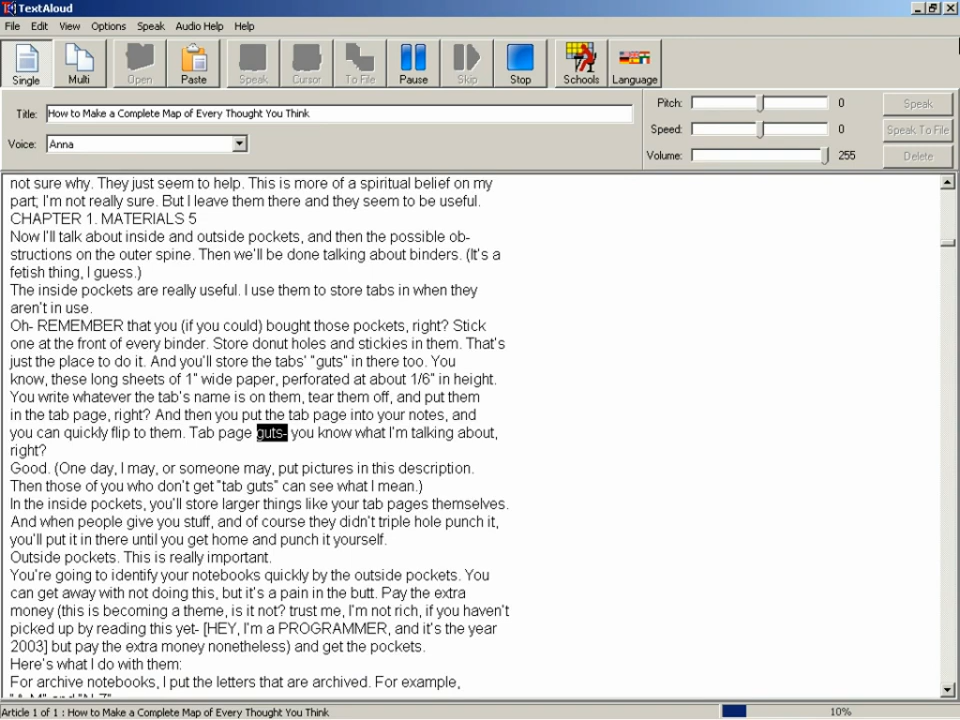 TextAloud
File Edit View Options Speak Audio Help Help
Single Multi Open Paste Speak Cursor To File Pause Skip Stop Schools Language
Title: How to Make a Complete Map of Every Thought You Think
Voice: Anna
Pitch: 0 Speak
Speed: 0 Speak To File
Volume: 255 Delete
not sure why. They just seem to help. This is more of a spiritual belief on my
part; I'm not really sure. But I leave them there and they seem to be useful.
CHAPTER 1. MATERIALS 5
Now I'll talk about inside and outside pockets, and then the possible ob-
structions on the outer spine. Then we'll be done talking about binders. (It's a
fetish thing, I guess.)
The inside pockets are really useful. I use them to store tabs in when they
aren't in use.
Oh- REMEMBER that you (if you could) bought those pockets, right? Stick
one at the front of every binder. Store donut holes and stickies in them. That's
just the place to do it. And you'll store the tabs' "guts" in there too. You
know, these long sheets of 1" wide paper, perforated at about 1/6" in height.
You write whatever the tab's name is on them, tear them off, and put them
in the tab page, right? And then you put the tab page into your notes, and
you can quickly flip to them. Tab page guts- you know what I'm talking about,
right?
Good. (One day, I may, or someone may, put pictures in this description.
Then those of you who don't get "tab guts" can see what I mean.)
In the inside pockets, you'll store larger things like your tab pages themselves.
And when people give you stuff, and of course they didn't triple hole punch it,
you'll put it in there until you get home and punch it yourself.
Outside pockets. This is really important.
You're going to identify your notebooks quickly by the outside pockets. You
can get away with not doing this, but it's a pain in the butt. Pay the extra
money (this is becoming a theme, is it not? trust me, I'm not rich, if you haven't
picked up by reading this yet- [HEY, I'm a PROGRAMMER, and it's the year
2003] but pay the extra money nonetheless) and get the pockets.
Here's what I do with them:
For archive notebooks, I put the letters that are archived. For example,
"A-M" and "N-Z"
Article 1 of 1 : How to Make a Complete Map of Every Thought You Think 10%